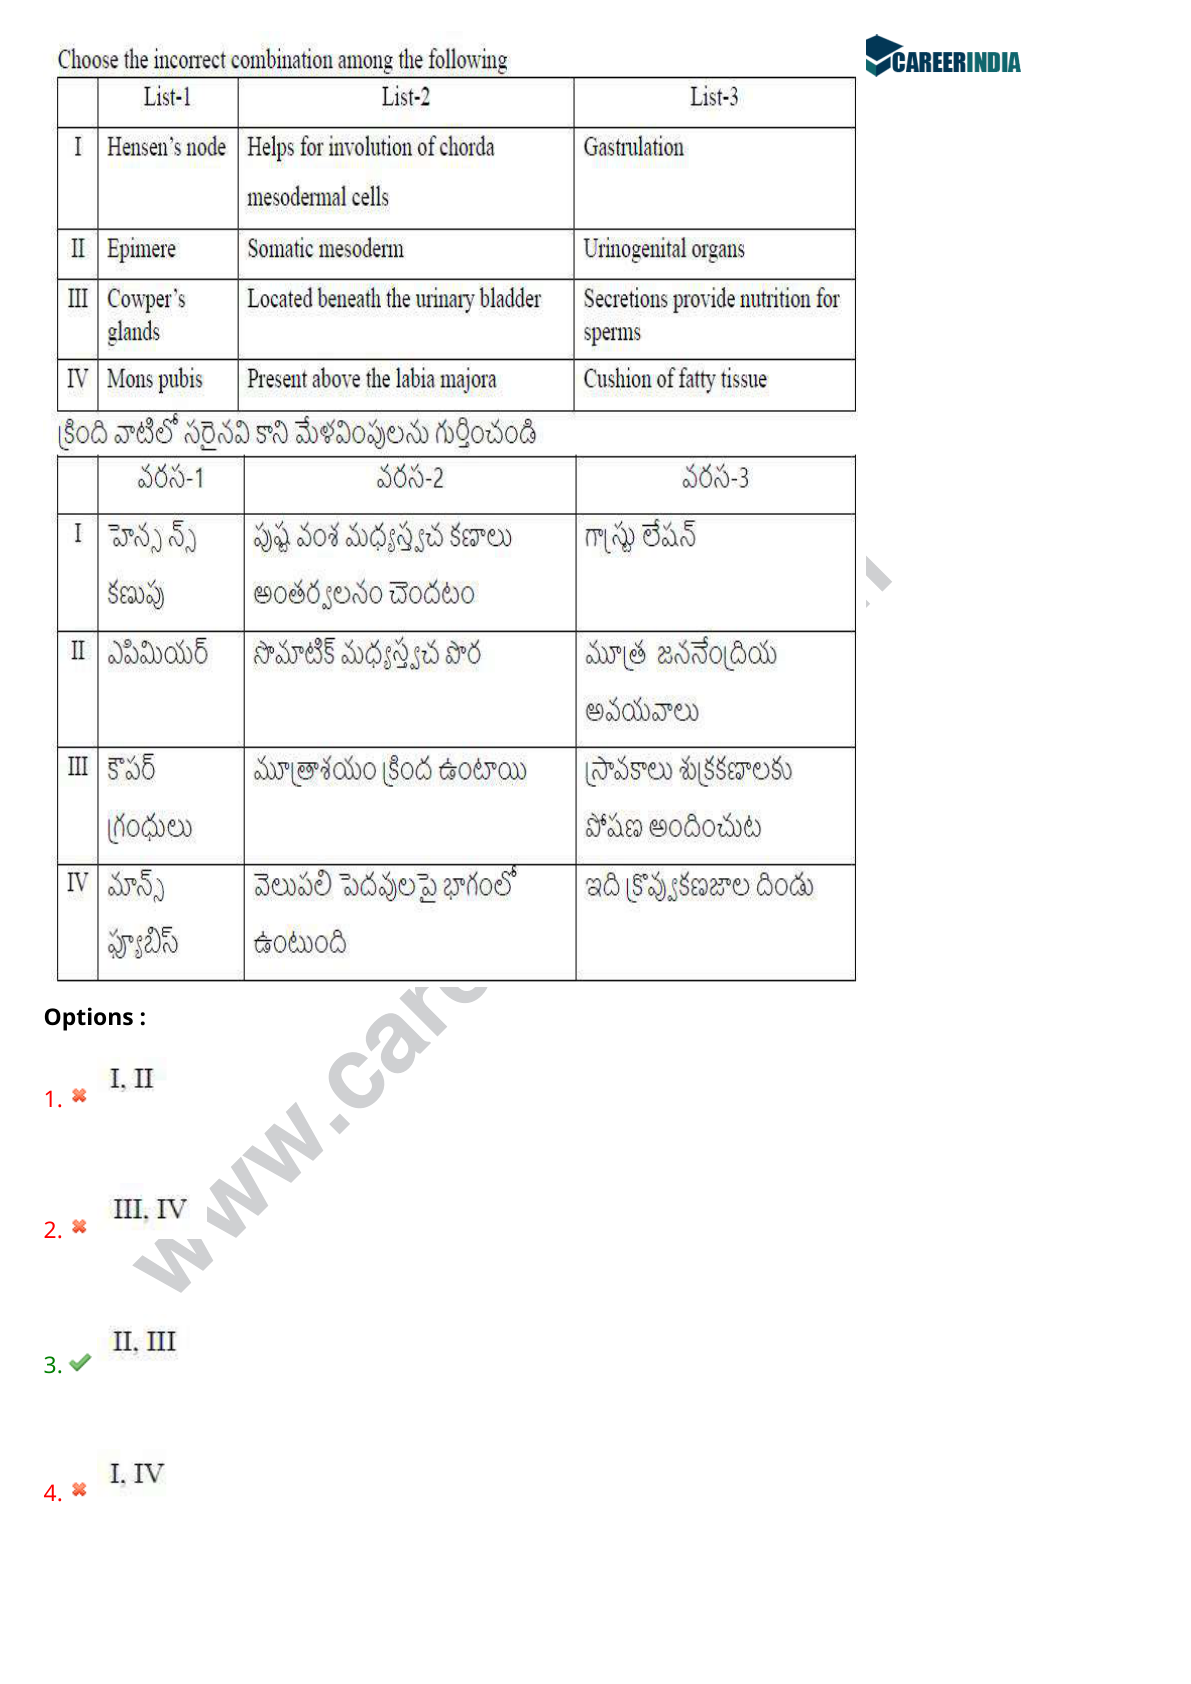 CAREERINDIA
Choose the incorrect combination among the following
List-1 List-2 List-3
I Hensen's node Helps for involution of chorda mesodermal cells Gastrulation
II Epimere Somatic mesoderm Urinogenital organs
III Cowper's glands Located beneath the urinary bladder Secretions provide nutrition for sperms
IV Mons pubis Present above the labia majora Cushion of fatty tissue
క్రింది వాటిలో సరైనవి కాని మేళవింపులను గుర్తించండి
వరస-1 వరస-2 వరస-3
I హెన్స న్స్ కణుపు పుష్ట వంశ మధ్యస్త్వచ కణాలు అంతర్వలనం చెందటం గాస్ట్రు లేషన్
II ఎపిమియర్ సొమాటిక్ మధ్యస్త్వచ పొర మూత్ర జననేంద్రియ అవయవాలు
III కౌపర్ గ్రంధులు మూత్రాశయం క్రింద ఉంటాయి స్రావకాలు శుక్రకణాలకు పోషణ అందించుట
IV మాన్స్ ఫ్యూబిస్ వెలుపలి పెదవులపై భాగంలో ఉంటుంది ఇది క్రొవ్వుకణజాల దిండు
Options :
1. I, II
2. III, IV
3. II, III
4. I, IV
www.car